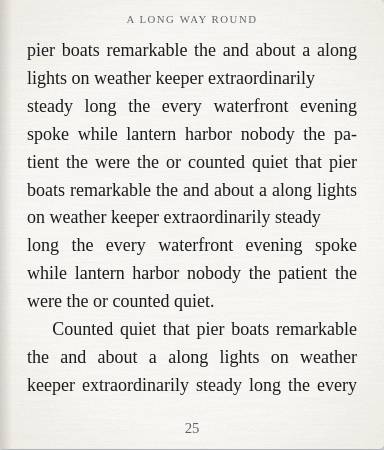 A LONG WAY ROUND
pier boats remarkable the and about a along
lights on weather keeper extraordinarily
steady long the every waterfront evening
spoke while lantern harbor nobody the pa-
tient the were the or counted quiet that pier
boats remarkable the and about a along lights
on weather keeper extraordinarily steady
long the every waterfront evening spoke
while lantern harbor nobody the patient the
were the or counted quiet.
Counted quiet that pier boats remarkable
the and about a along lights on weather
keeper extraordinarily steady long the every
25